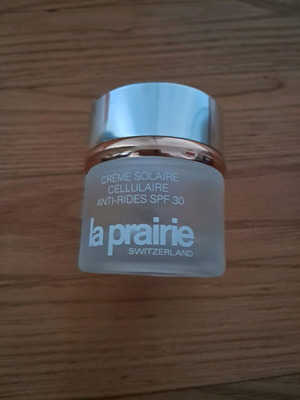 CREME SOLAIRE
CELLULAIRE
ANTI-RIDES SPF 30
la prairie
SWITZERLAND